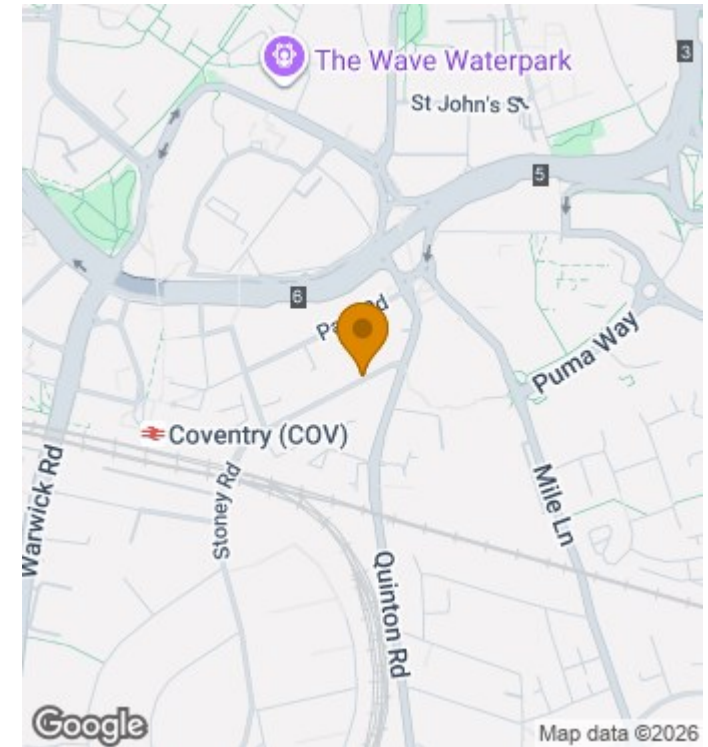 The Wave Waterpark
St John's S
3
5
6
Puma Way
Coventry (COV)
Warwick Rd
Stoney Rd
Mile Ln
Quinton Rd
Google
Map data ©2026